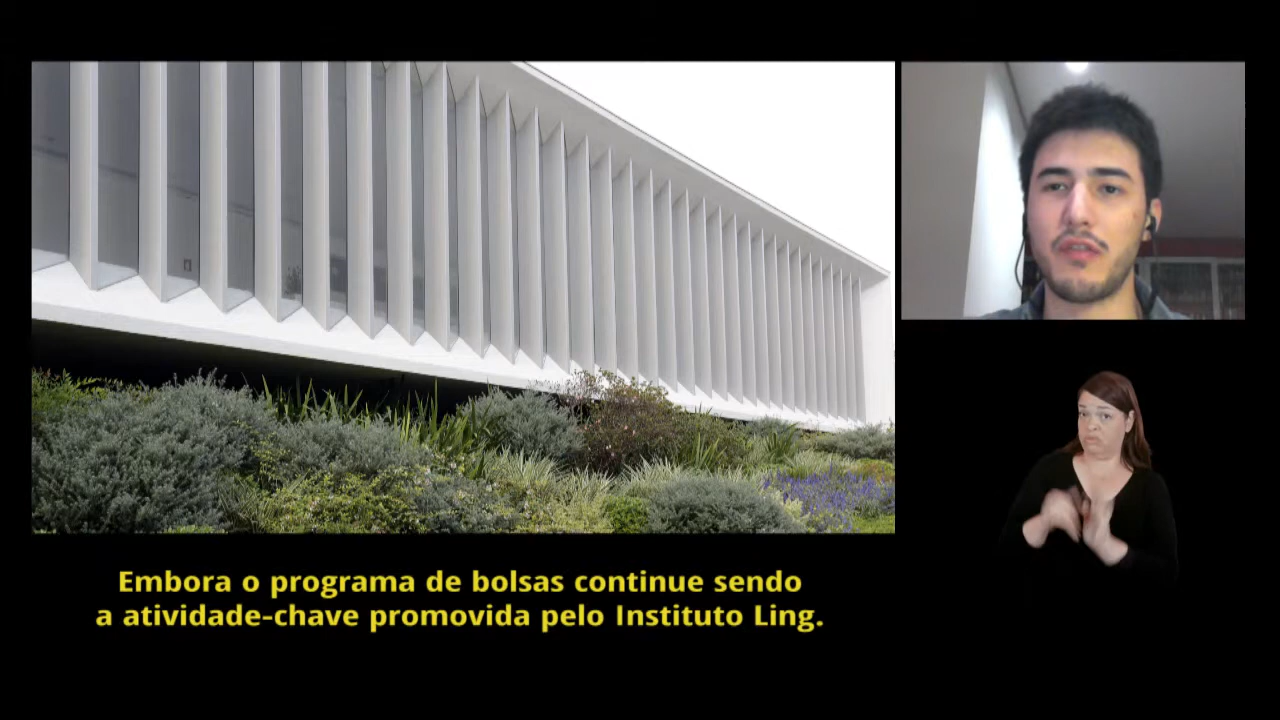 Embora o programa de bolsas continue sendo
a atividade-chave promovida pelo Instituto Ling.